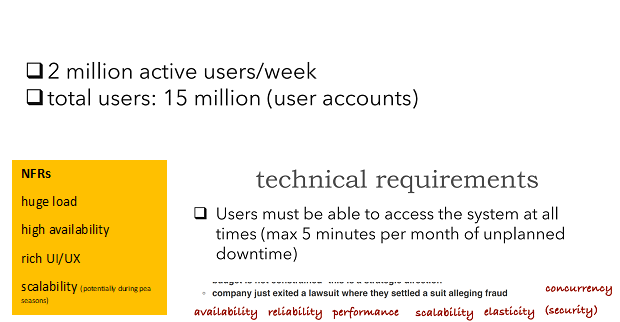 2 million active users/week
total users: 15 million (user accounts)
NFRs
huge load
high availability
rich UI/UX
scalability (potentially during pea
seasons)
technical requirements
Users must be able to access the system at all
times (max 5 minutes per month of unplanned
downtime)
budget is not constrained - this is a strategic direction
company just exited a lawsuit where they settled a suit alleging fraud
concurrency
availability reliability performance scalability elasticity (security)